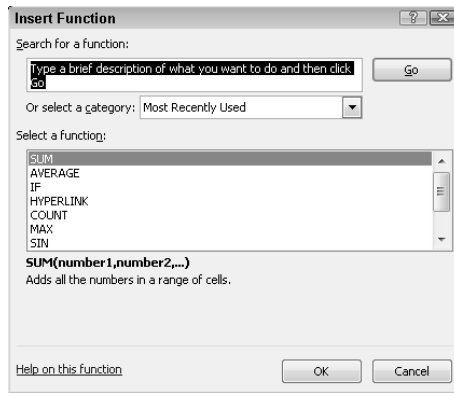 Insert Function
Search for a function:
Type a brief description of what you want to do and then click
Go
Go
Or select a category: Most Recently Used
Select a function:
SUM
AVERAGE
IF
HYPERLINK
COUNT
MAX
SIN
SUM(number1,number2,...)
Adds all the numbers in a range of cells.
Help on this function
OK
Cancel